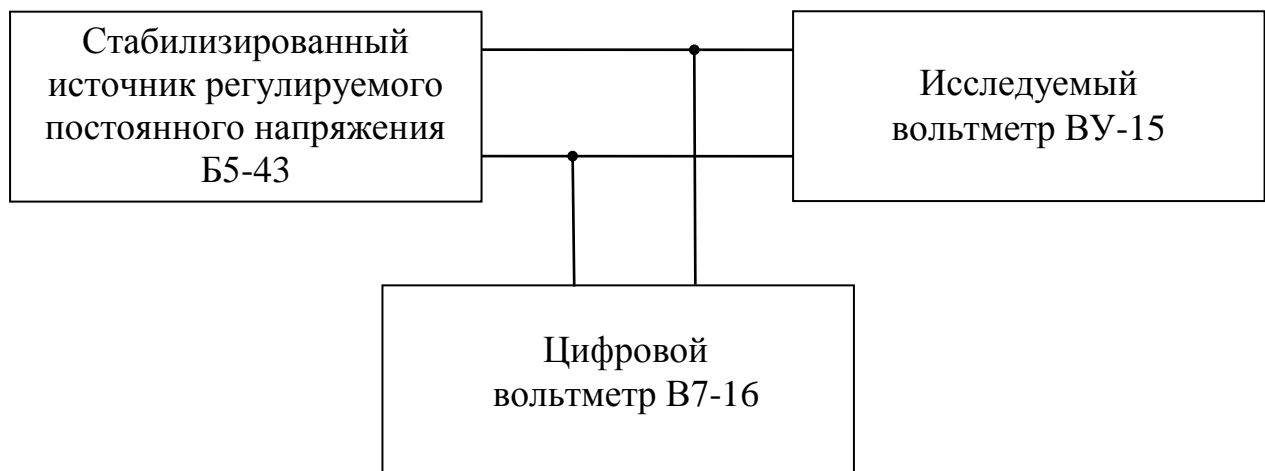 Стабилизированный
источник регулируемого
постоянного напряжения
Б5-43
Исследуемый
вольтметр ВУ-15
Цифровой
вольтметр В7-16